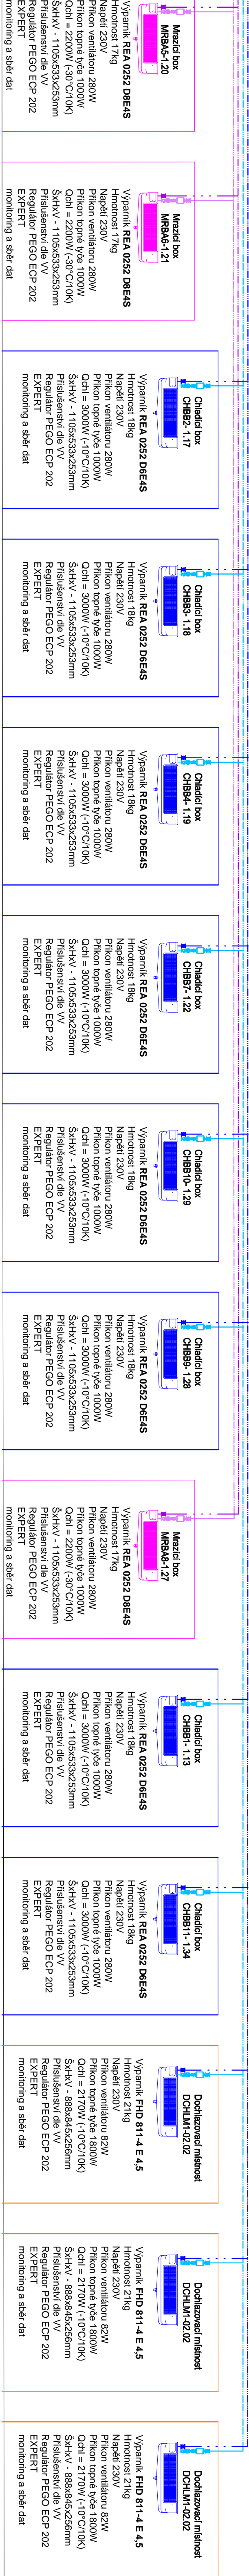 Mrazící box
MRBA5-1.20
Výparník REA 0252 D8E4S
Hmotnost 17kg
Napětí 230V
Příkon ventilátoru 280W
Příkon topné tyče 1000W
Qchl = 2200W (-30°C/10K)
ŠxHxV - 1105x533x253mm
Příslušenství dle VV
Regulátor PEGO ECP 202
EXPERT
monitoring a sběr dat
Mrazící box
MRBA6-1.21
Výparník REA 0252 D8E4S
Hmotnost 17kg
Napětí 230V
Příkon ventilátoru 280W
Příkon topné tyče 1000W
Qchl = 2200W (-30°C/10K)
ŠxHxV - 1105x533x253mm
Příslušenství dle VV
Regulátor PEGO ECP 202
EXPERT
monitoring a sběr dat
Chladící box
CHBB2- 1.17
Výparník REA 0252 D6E4S
Hmotnost 18kg
Napětí 230V
Příkon ventilátoru 280W
Příkon topné tyče 1000W
Qchl = 3000W (-10°C/10K)
ŠxHxV - 1105x533x253mm
Příslušenství dle VV
Regulátor PEGO ECP 202
EXPERT
monitoring a sběr dat
Chladící box
CHBB3- 1.18
Výparník REA 0252 D6E4S
Hmotnost 18kg
Napětí 230V
Příkon ventilátoru 280W
Příkon topné tyče 1000W
Qchl = 3000W (-10°C/10K)
ŠxHxV - 1105x533x253mm
Příslušenství dle VV
Regulátor PEGO ECP 202
EXPERT
monitoring a sběr dat
Chladící box
CHBB4- 1.19
Výparník REA 0252 D6E4S
Hmotnost 18kg
Napětí 230V
Příkon ventilátoru 280W
Příkon topné tyče 1000W
Qchl = 3000W (-10°C/10K)
ŠxHxV - 1105x533x253mm
Příslušenství dle VV
Regulátor PEGO ECP 202
EXPERT
monitoring a sběr dat
Chladící box
CHBB7- 1.22
Výparník REA 0252 D6E4S
Hmotnost 18kg
Napětí 230V
Příkon ventilátoru 280W
Příkon topné tyče 1000W
Qchl = 3000W (-10°C/10K)
ŠxHxV - 1105x533x253mm
Příslušenství dle VV
Regulátor PEGO ECP 202
EXPERT
monitoring a sběr dat
Chladící box
CHBB10- 1.29
Výparník REA 0252 D6E4S
Hmotnost 18kg
Napětí 230V
Příkon ventilátoru 280W
Příkon topné tyče 1000W
Qchl = 3000W (-10°C/10K)
ŠxHxV - 1105x533x253mm
Příslušenství dle VV
Regulátor PEGO ECP 202
EXPERT
monitoring a sběr dat
Chladící box
CHBB9- 1.28
Výparník REA 0252 D6E4S
Hmotnost 18kg
Napětí 230V
Příkon ventilátoru 280W
Příkon topné tyče 1000W
Qchl = 3000W (-10°C/10K)
ŠxHxV - 1105x533x253mm
Příslušenství dle VV
Regulátor PEGO ECP 202
EXPERT
monitoring a sběr dat
Mrazící box
MRBA8-1.27
Výparník REA 0252 D8E4S
Hmotnost 17kg
Napětí 230V
Příkon ventilátoru 280W
Příkon topné tyče 1000W
Qchl = 2200W (-30°C/10K)
ŠxHxV - 1105x533x253mm
Příslušenství dle VV
Regulátor PEGO ECP 202
EXPERT
monitoring a sběr dat
Chladící box
CHBB1- 1.13
Výparník REA 0252 D6E4S
Hmotnost 18kg
Napětí 230V
Příkon ventilátoru 280W
Příkon topné tyče 1000W
Qchl = 3000W (-10°C/10K)
ŠxHxV - 1105x533x253mm
Příslušenství dle VV
Regulátor PEGO ECP 202
EXPERT
monitoring a sběr dat
Chladící box
CHBB11- 1.34
Výparník REA 0252 D6E4S
Hmotnost 18kg
Napětí 230V
Příkon ventilátoru 280W
Příkon topné tyče 1000W
Qchl = 3000W (-10°C/10K)
ŠxHxV - 1105x533x253mm
Příslušenství dle VV
Regulátor PEGO ECP 202
EXPERT
monitoring a sběr dat
Dochlazovací místnost
DCHLM1-02.02
Výparník FHD 811-4 E 4,5
Hmotnost 21kg
Napětí 230V
Příkon ventilátoru 82W
Příkon topné tyče 1800W
Qchl = 2170W (-10°C/10K)
ŠxHxV - 888x845x256mm
Příslušenství dle VV
Regulátor PEGO ECP 202
EXPERT
monitoring a sběr dat
Dochlazovací místnost
DCHLM1-02.02
Výparník FHD 811-4 E 4,5
Hmotnost 21kg
Napětí 230V
Příkon ventilátoru 82W
Příkon topné tyče 1800W
Qchl = 2170W (-10°C/10K)
ŠxHxV - 888x845x256mm
Příslušenství dle VV
Regulátor PEGO ECP 202
EXPERT
monitoring a sběr dat
Dochlazovací místnost
DCHLM1-02.02
Výparník FHD 811-4 E 4,5
Hmotnost 21kg
Napětí 230V
Příkon ventilátoru 82W
Příkon topné tyče 1800W
Qchl = 2170W (-10°C/10K)
ŠxHxV - 888x845x256mm
Příslušenství dle VV
Regulátor PEGO ECP 202
EXPERT
monitoring a sběr dat